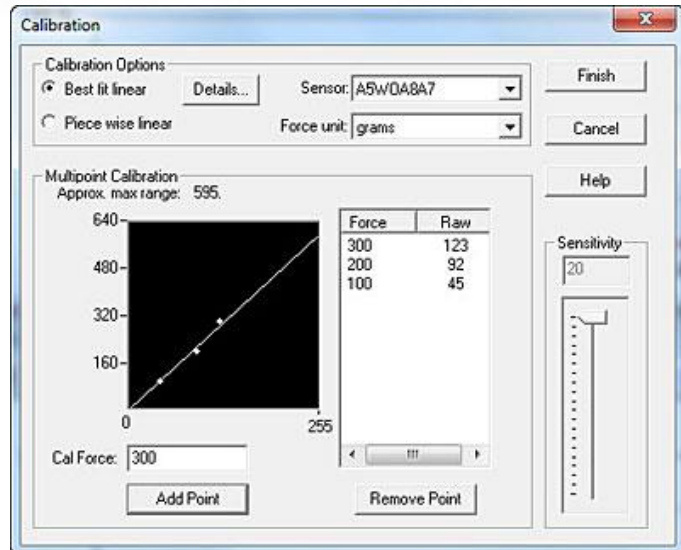 Calibration
Calibration Options
Best fit linear
Details...
Sensor: A5W0A8A7
Piece wise linear
Force unit: grams
Finish
Cancel
Help
Multipoint Calibration
Approx. max range: 595.
640
480
320
160
0
255
Force Raw
300 123
200 92
100 45
Cal Force: 300
Add Point
Remove Point
Sensitivity
20